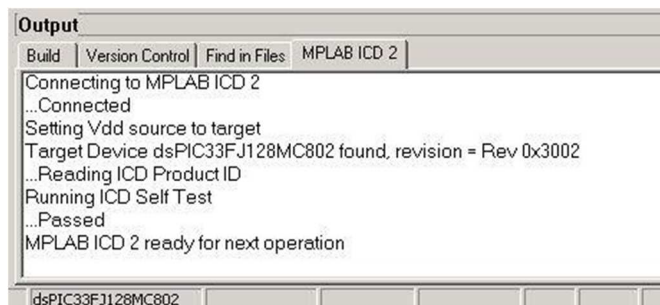 Output
Build Version Control Find in Files MPLAB ICD 2
Connecting to MPLAB ICD 2
...Connected
Setting Vdd source to target
Target Device dsPIC33FJ128MC802 found, revision = Rev 0x3002
...Reading ICD Product ID
Running ICD Self Test
...Passed
MPLAB ICD 2 ready for next operation
dsPIC33FJ128MC802